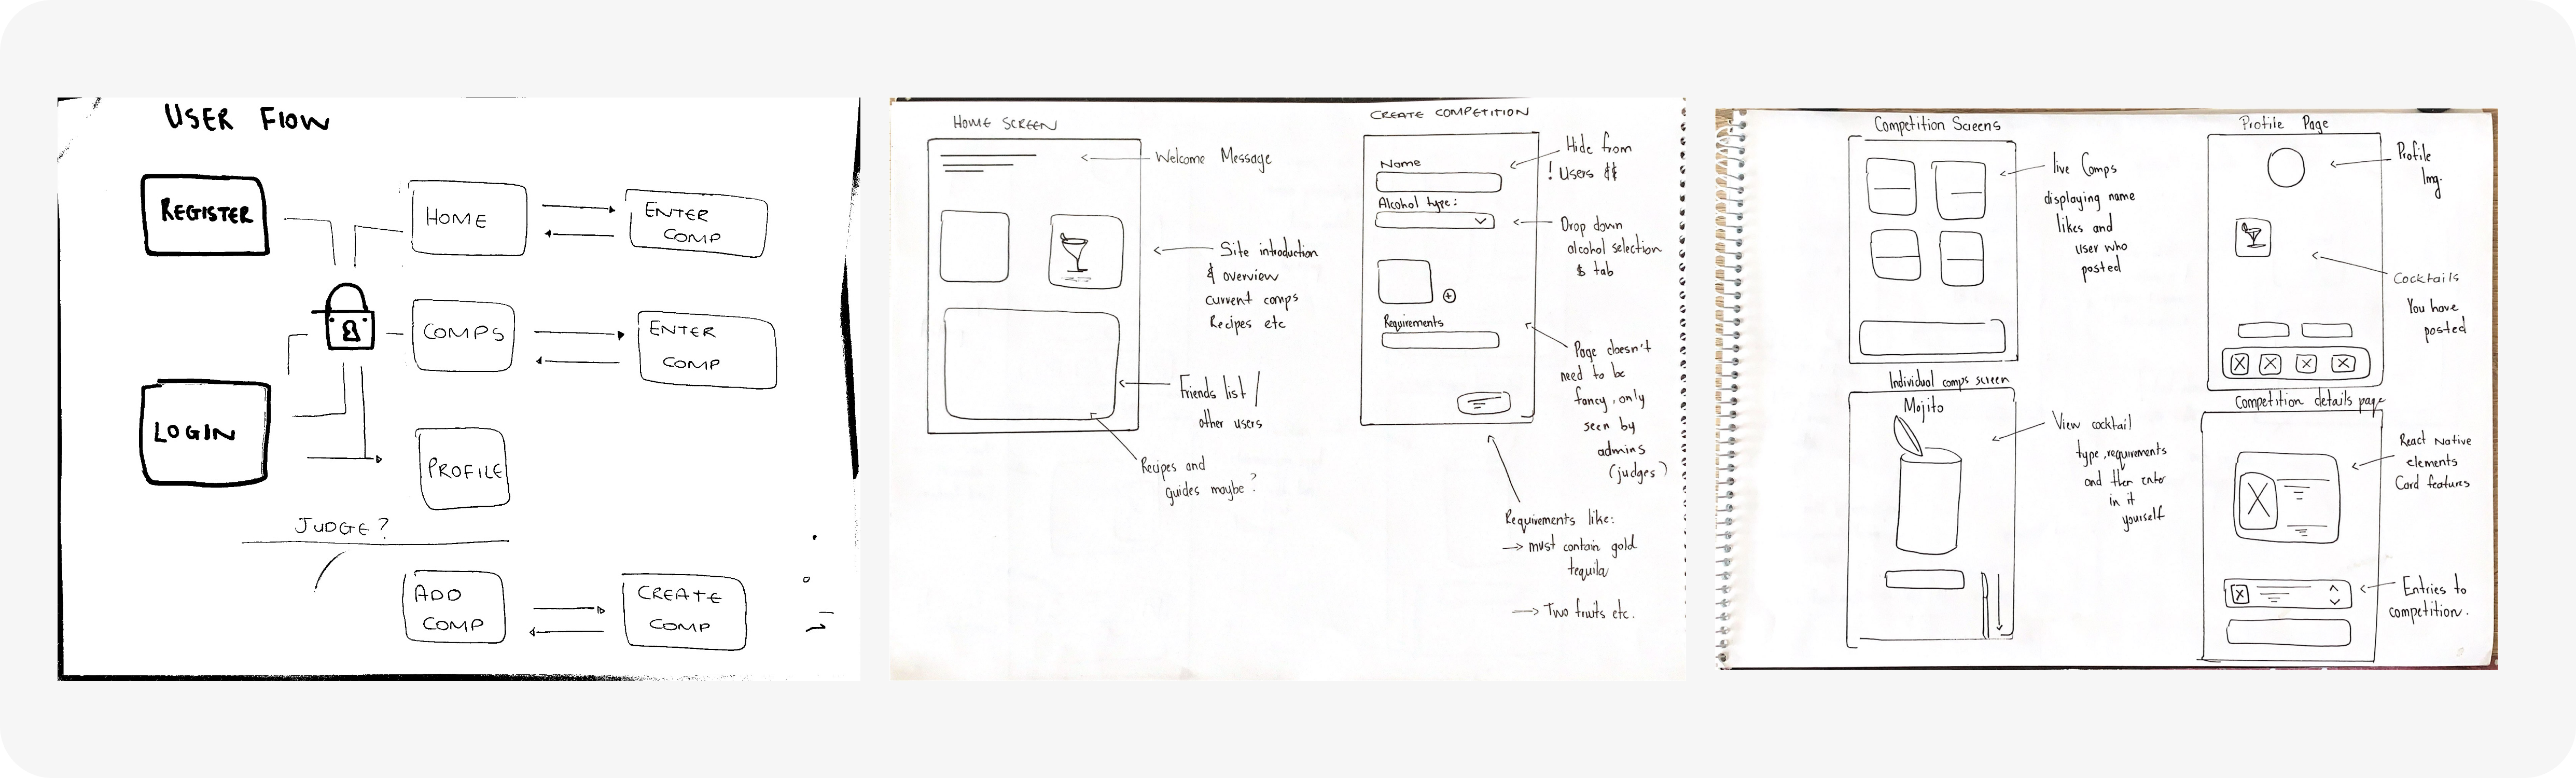 USER FLOW
REGISTER
HOME
ENTER
COMP
COMPS
ENTER
COMP
LOGIN
PROFILE
JUDGE?
ADD
COMP
CREATE
COMP
HOME SCREEN
Welcome Message
Site introduction
& overview
current comps
Recipes etc
Friends list /
other users
Recipes and
guides maybe?
CREATE COMPETITION
Name
Alcohol type:
Requirements
Hide from
! Users
Drop down
alcohol selection
$ tab
Page doesn't
need to be
fancy, only
seen by
admins
(judges)
Requirements like:
→ must contain gold
tequila
→ Two fruits etc.
Competition Screens
live Comps
displaying name
likes and
user who
posted
Individual comps screen
Mojito
View cocktail
type, requirements
and then enter
in it
yourself
Profile Page
Profile
Img.
Cocktails
You have
posted
Competition details page
React Native
elements
Card features
Entries to
competition.